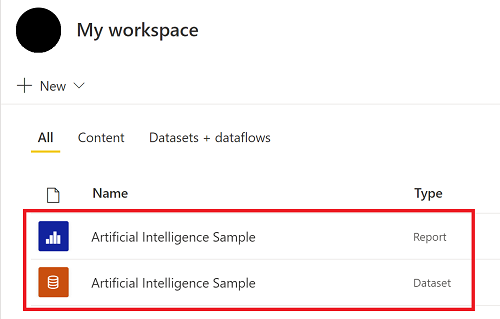 My workspace
New
All Content Datasets + dataflows
Name Type
Artificial Intelligence Sample Report
Artificial Intelligence Sample Dataset